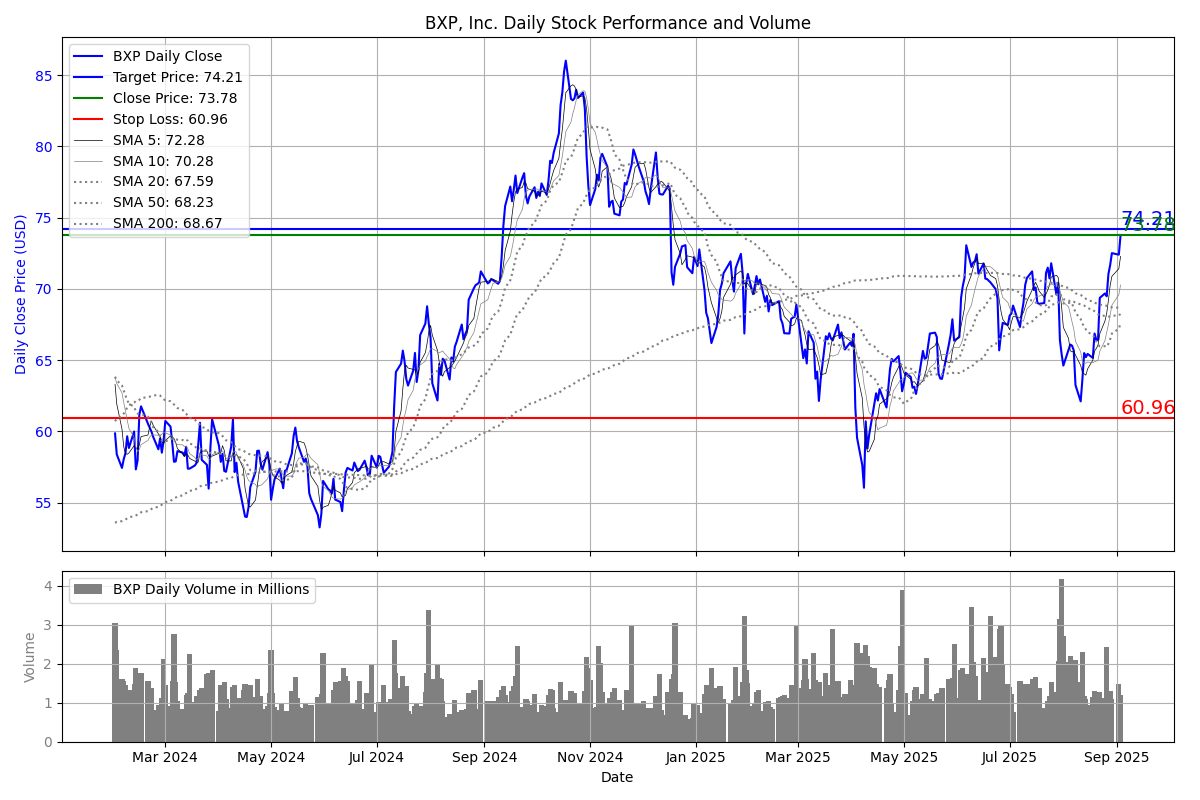 BXP, Inc. Daily Stock Performance and Volume
BXP Daily Close
Target Price: 74.21
Close Price: 73.78
Stop Loss: 60.96
SMA 5: 72.28
SMA 10: 70.28
SMA 20: 67.59
SMA 50: 68.23
SMA 200: 68.67
Daily Close Price (USD)
85
80
75
70
65
60
55
74.21
73.78
60.96
BXP Daily Volume in Millions
Volume
4
3
2
1
0
Mar 2024
May 2024
Jul 2024
Sep 2024
Nov 2024
Jan 2025
Mar 2025
May 2025
Jul 2025
Sep 2025
Date